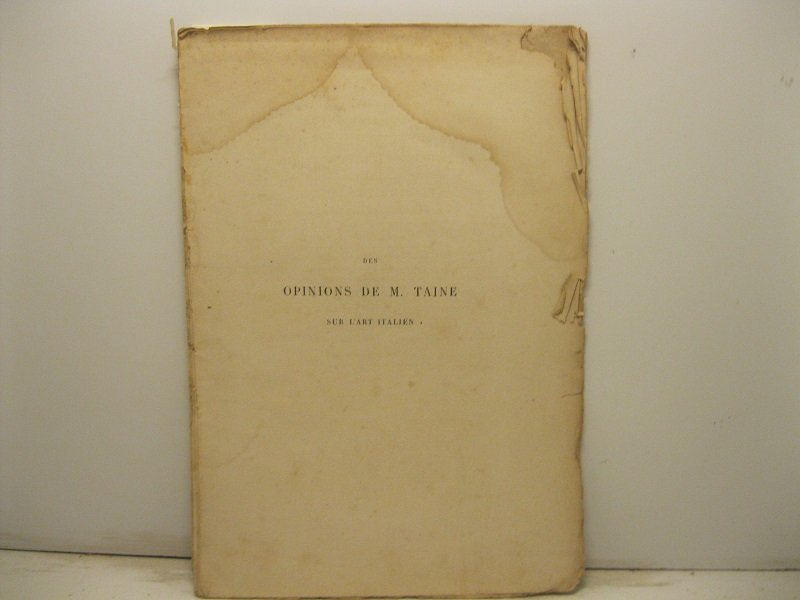 DES
OPINIONS DE M. TAINE
SUR L'ART ITALIEN